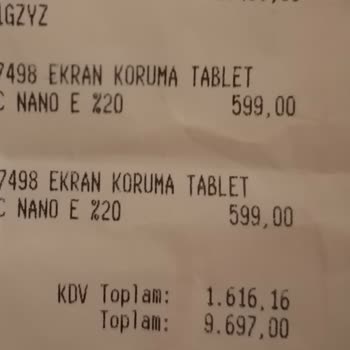 1GZYZ
7498 EKRAN KORUMA TABLET
C NANO E %20 599,00
7498 EKRAN KORUMA TABLET
C NANO E %20 599,00
KDV Toplam: 1.616,16
Toplam: 9.697,00